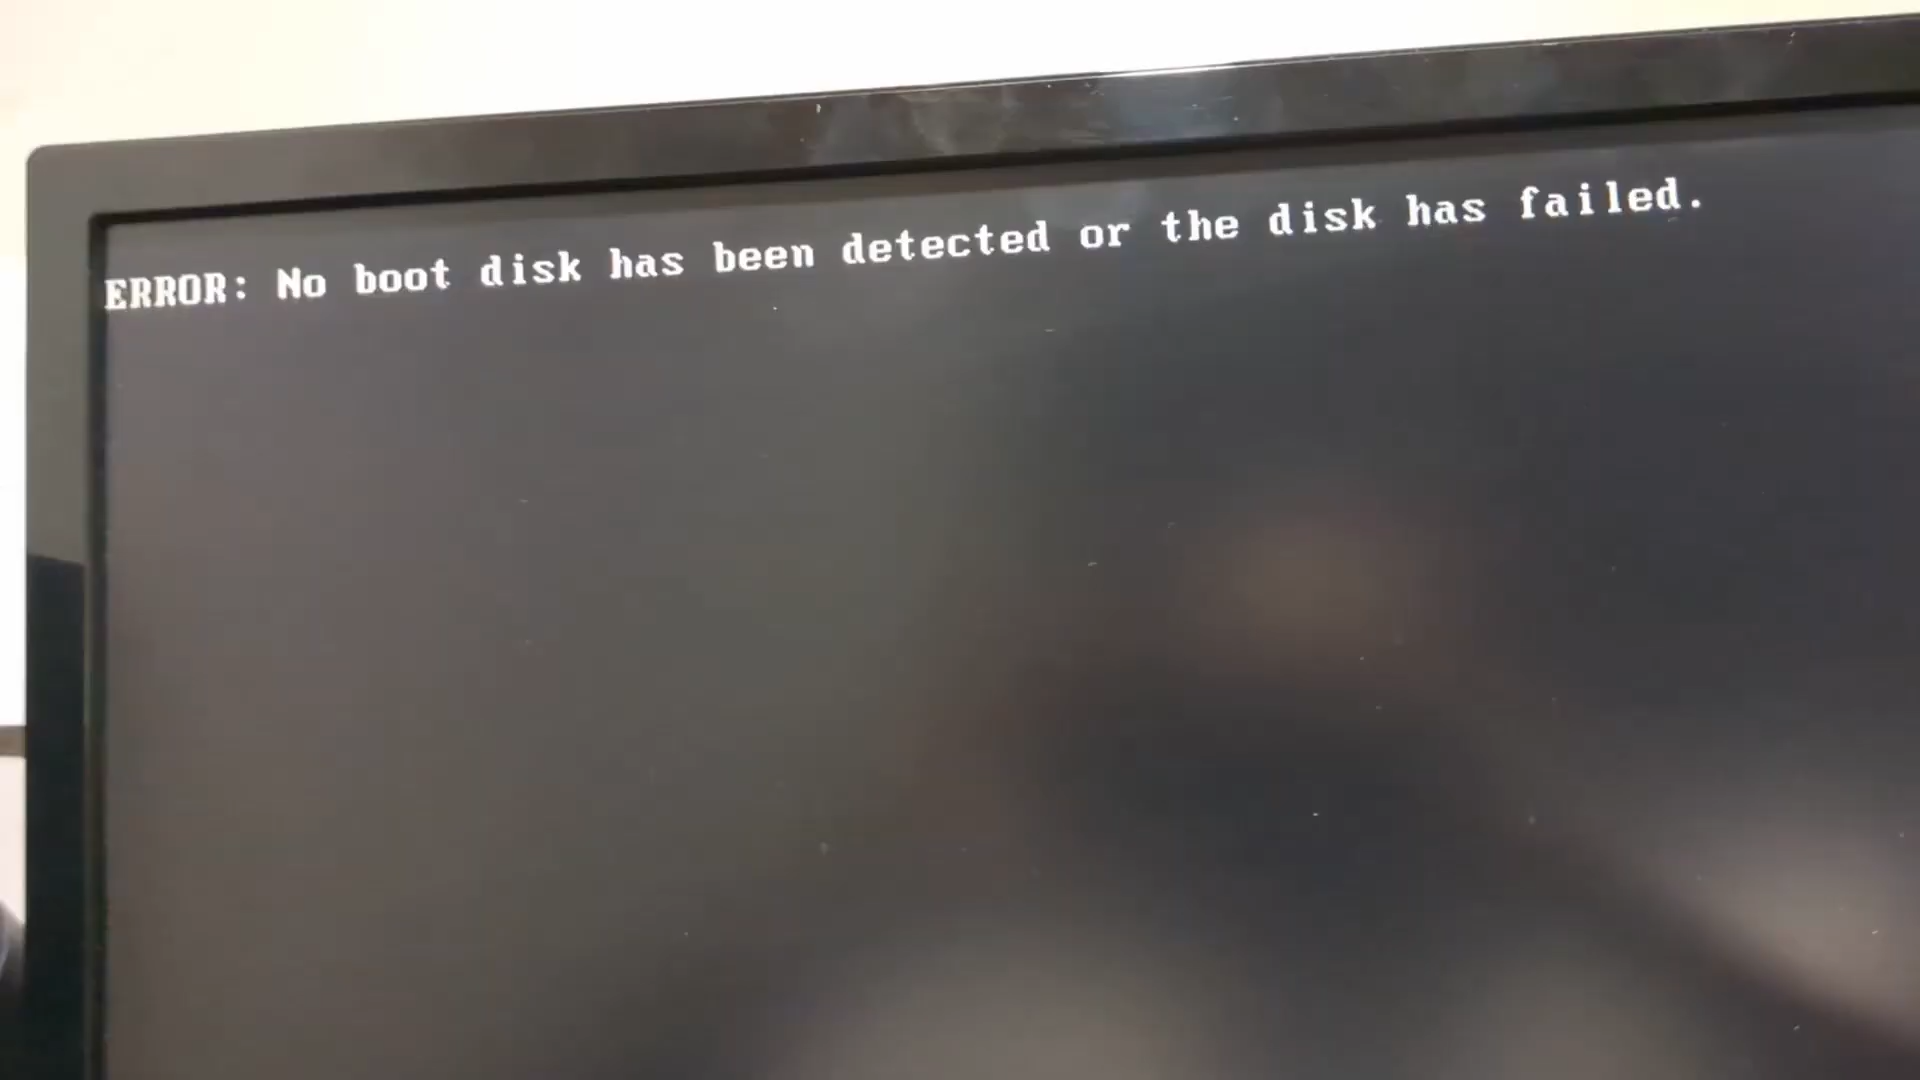 ERROR: No boot disk has been detected or the disk has failed.